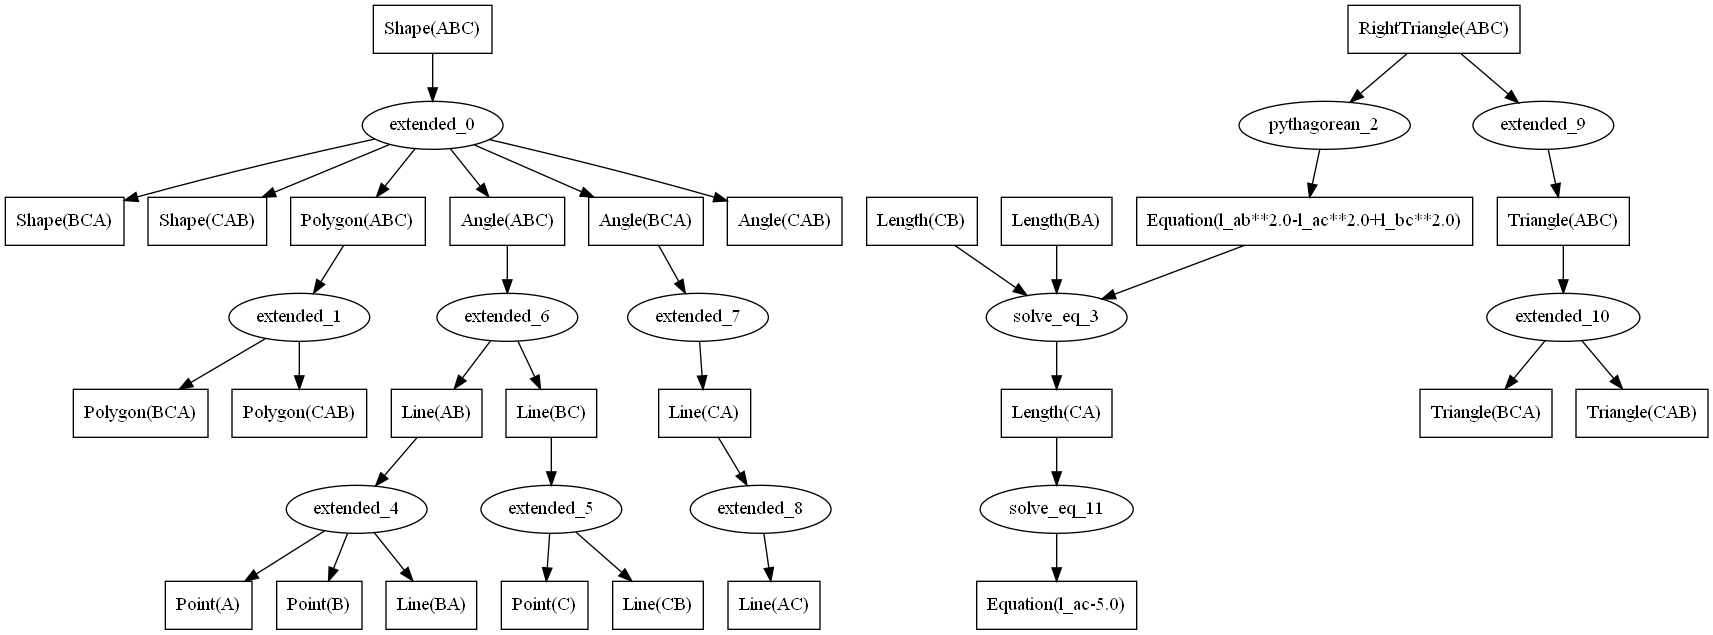 Shape(ABC)
RightTriangle(ABC)
extended_0
pythagorean_2
extended_9
Shape(BCA)
Shape(CAB)
Polygon(ABC)
Angle(ABC)
Angle(BCA)
Angle(CAB)
Length(CB)
Length(BA)
Equation(l_ab**2.0-l_ac**2.0+l_bc**2.0)
Triangle(ABC)
extended_1
extended_6
extended_7
solve_eq_3
extended_10
Polygon(BCA)
Polygon(CAB)
Line(AB)
Line(BC)
Line(CA)
Length(CA)
Triangle(BCA)
Triangle(CAB)
extended_4
extended_5
extended_8
solve_eq_11
Point(A)
Point(B)
Line(BA)
Point(C)
Line(CB)
Line(AC)
Equation(l_ac-5.0)